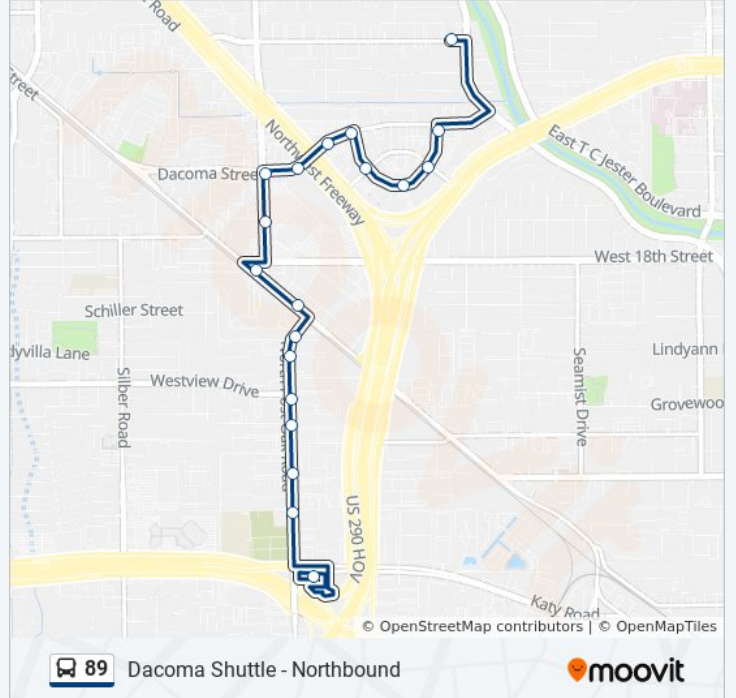 Road
Street
Northwest Freeway
East T C Jester Boulevard
Dacoma Stree
West 18th Street
Schiller Street
dyvilla Lane
Lindyann
Westview Drive
Silber Road
Seamist Drive
Grovewoo
US 290 HOV
Katy Road
© OpenStreetMap contributors | © OpenMapTiles
89 Dacoma Shuttle - Northbound
moovit